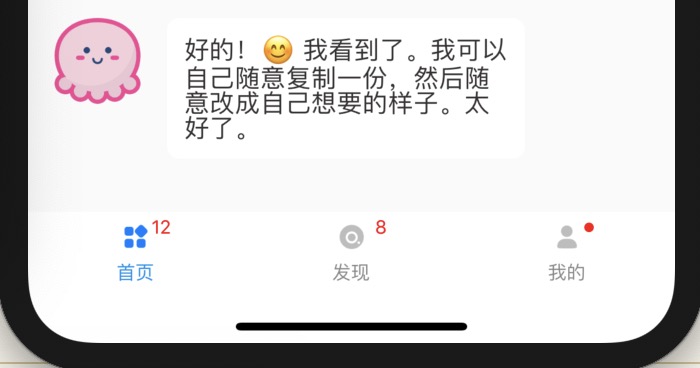 好的！😊 我看到了。我可以
自己随意复制一份，然后随
意改成自己想要的样子。太
好了。
12
8
首页
发现
我的